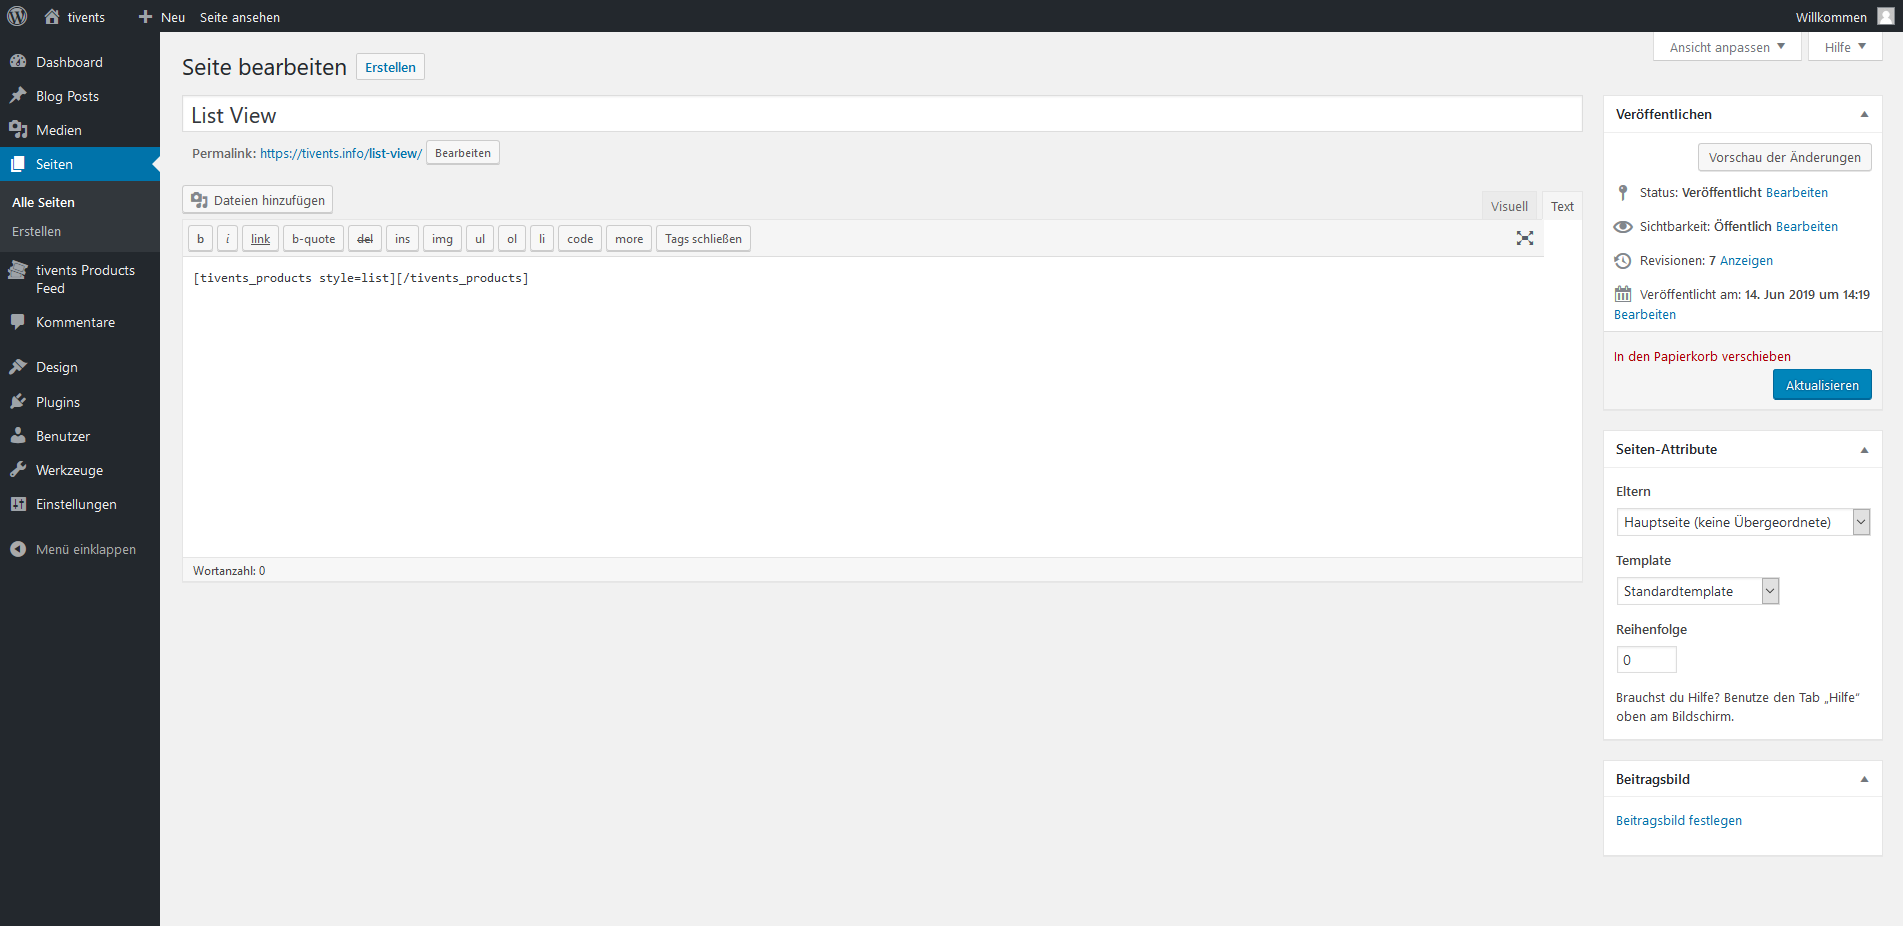 tivents
Neu
Seite ansehen
Willkommen
Dashboard
Blog Posts
Medien
Seiten
Alle Seiten
Erstellen
tivents Products
Feed
Kommentare
Design
Plugins
Benutzer
Werkzeuge
Einstellungen
Menü einklappen
Ansicht anpassen
Hilfe
Seite bearbeiten
Erstellen
List View
Permalink: https://tivents.info/list-view/ Bearbeiten
Dateien hinzufügen
Visuell
Text
b i link b-quote del ins img ul ol li code more Tags schließen
[tivents_products style=list][/tivents_products]
Wortanzahl: 0
Veröffentlichen
Vorschau der Änderungen
Status: Veröffentlicht Bearbeiten
Sichtbarkeit: Öffentlich Bearbeiten
Revisionen: 7 Anzeigen
Veröffentlicht am: 14. Jun 2019 um 14:19
Bearbeiten
In den Papierkorb verschieben
Aktualisieren
Seiten-Attribute
Eltern
Hauptseite (keine Übergeordnete)
Template
Standardtemplate
Reihenfolge
0
Brauchst du Hilfe? Benutze den Tab „Hilfe“
oben am Bildschirm.
Beitragsbild
Beitragsbild festlegen